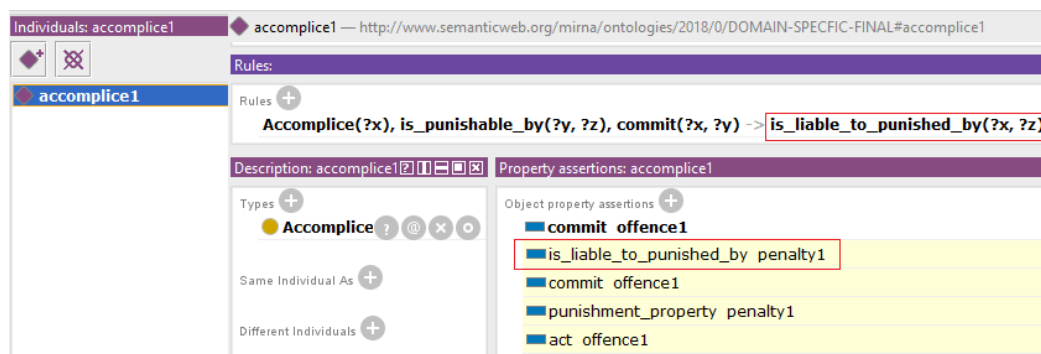 Individuals: accomplice1
accomplice1 — http://www.semanticweb.org/mirna/ontologies/2018/0/DOMAIN-SPECFIC-FINAL#accomplice1
Rules:
accomplice1
Rules
Accomplice(?x), is_punishable_by(?y, ?z), commit(?x, ?y) -> is_liable_to_punished_by(?x, ?z)
Description: accomplice1
Property assertions: accomplice1
Types
Object property assertions
Accomplice
commit offence1
is_liable_to_punished_by penalty1
Same Individual As
commit offence1
punishment_property penalty1
Different Individuals
act offence1